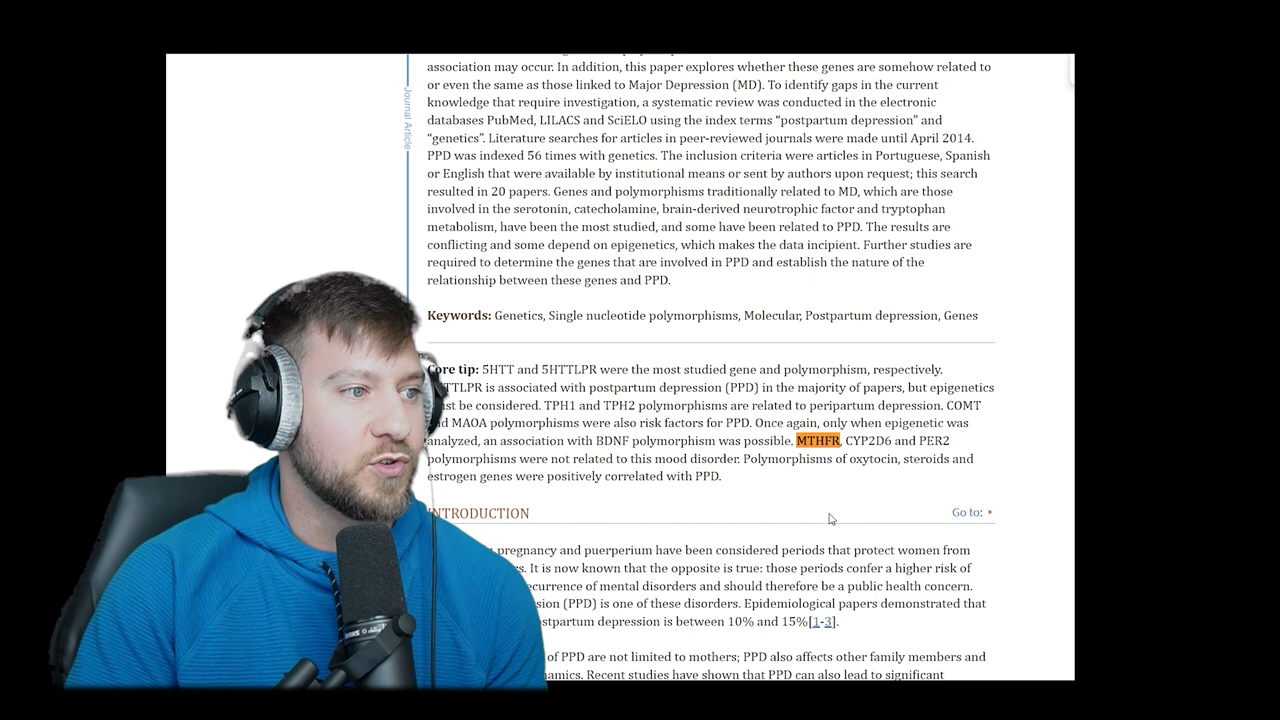 association may occur. In addition, this paper explores whether these genes are somehow related to
or even the same as those linked to Major Depression (MD). To identify gaps in the current
knowledge that require investigation, a systematic review was conducted in the electronic
databases PubMed, LILACS and SciELO using the index terms “postpartum depression” and
“genetics”. Literature searches for articles in peer-reviewed journals were made until April 2014.
PPD was indexed 56 times with genetics. The inclusion criteria were articles in Portuguese, Spanish
or English that were available by institutional means or sent by authors upon request; this search
resulted in 20 papers. Genes and polymorphisms traditionally related to MD, which are those
involved in the serotonin, catecholamine, brain-derived neurotrophic factor and tryptophan
metabolism, have been the most studied, and some have been related to PPD. The results are
conflicting and some depend on epigenetics, which makes the data incipient. Further studies are
required to determine the genes that are involved in PPD and establish the nature of the
relationship between these genes and PPD.
Journal Article
Keywords: Genetics, Single nucleotide polymorphisms, Molecular, Postpartum depression, Genes
Core tip: 5HTT and 5HTTLPR were the most studied gene and polymorphism, respectively.
TTLPR is associated with postpartum depression (PPD) in the majority of papers, but epigenetics
be considered. TPH1 and TPH2 polymorphisms are related to peripartum depression. COMT
MAOA polymorphisms were also risk factors for PPD. Once again, only when epigenetic was
analyzed, an association with BDNF polymorphism was possible. MTHFR, CYP2D6 and PER2
polymorphisms were not related to this mood disorder. Polymorphisms of oxytocin, steroids and
estrogen genes were positively correlated with PPD.
INTRODUCTION
Go to:
pregnancy and puerperium have been considered periods that protect women from
It is now known that the opposite is true: those periods confer a higher risk of
ecurrence of mental disorders and should therefore be a public health concern.
sion (PPD) is one of these disorders. Epidemiological papers demonstrated that
stpartum depression is between 10% and 15%[1-3].
of PPD are not limited to mothers; PPD also affects other family members and
namics. Recent studies have shown that PPD can also lead to significant